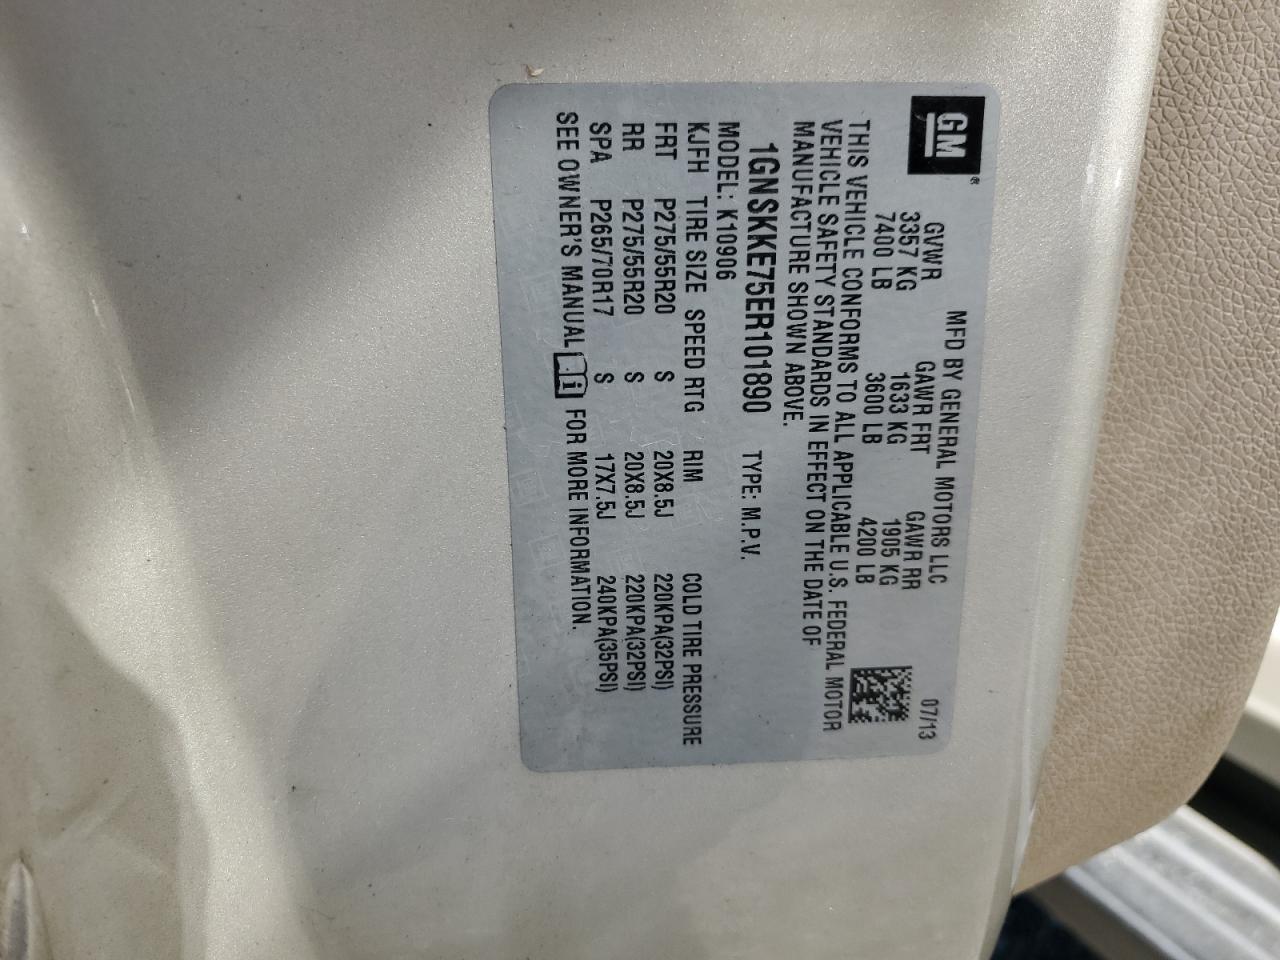 GM®
MFD BY GENERAL MOTORS LLC 07/13
GVWR GAWR FRT GAWR RR
3357 KG 1633 KG 1905 KG
7400 LB 3600 LB 4200 LB
THIS VEHICLE CONFORMS TO ALL APPLICABLE U.S. FEDERAL MOTOR
VEHICLE SAFETY STANDARDS IN EFFECT ON THE DATE OF
MANUFACTURE SHOWN ABOVE.
1GNSKKE75ER101890 TYPE: M.P.V.
MODEL: K10906
KJFH TIRE SIZE SPEED RTG RIM COLD TIRE PRESSURE
FRT P275/55R20 S 20X8.5J 220KPA(32PSI)
RR P275/55R20 S 20X8.5J 220KPA(32PSI)
SPA P265/70R17 S 17X7.5J 240KPA(35PSI)
SEE OWNER'S MANUAL FOR MORE INFORMATION.